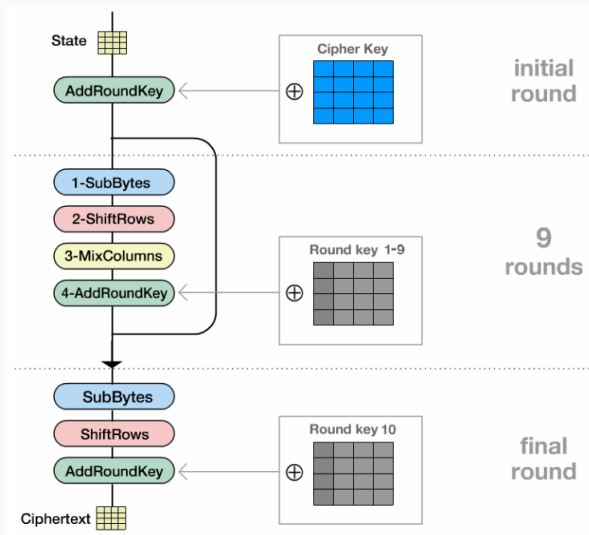 State
Cipher Key
initial
round
AddRoundKey
1-SubBytes
2-ShiftRows
3-MixColumns
4-AddRoundKey
Round key 1-9
9
rounds
SubBytes
ShiftRows
AddRoundKey
Round key 10
final
round
Ciphertext